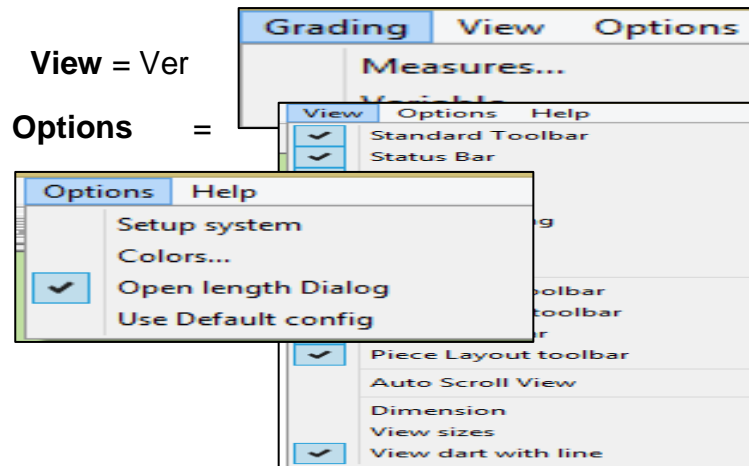 View = Ver
Options =
Grading View Options
Measures...
View Options Help
Standard Toolbar
Status Bar
Piece Layout toolbar
Auto Scroll View
Dimension
View sizes
View dart with line
Options Help
Setup system
Colors...
Open length Dialog
Use Default config